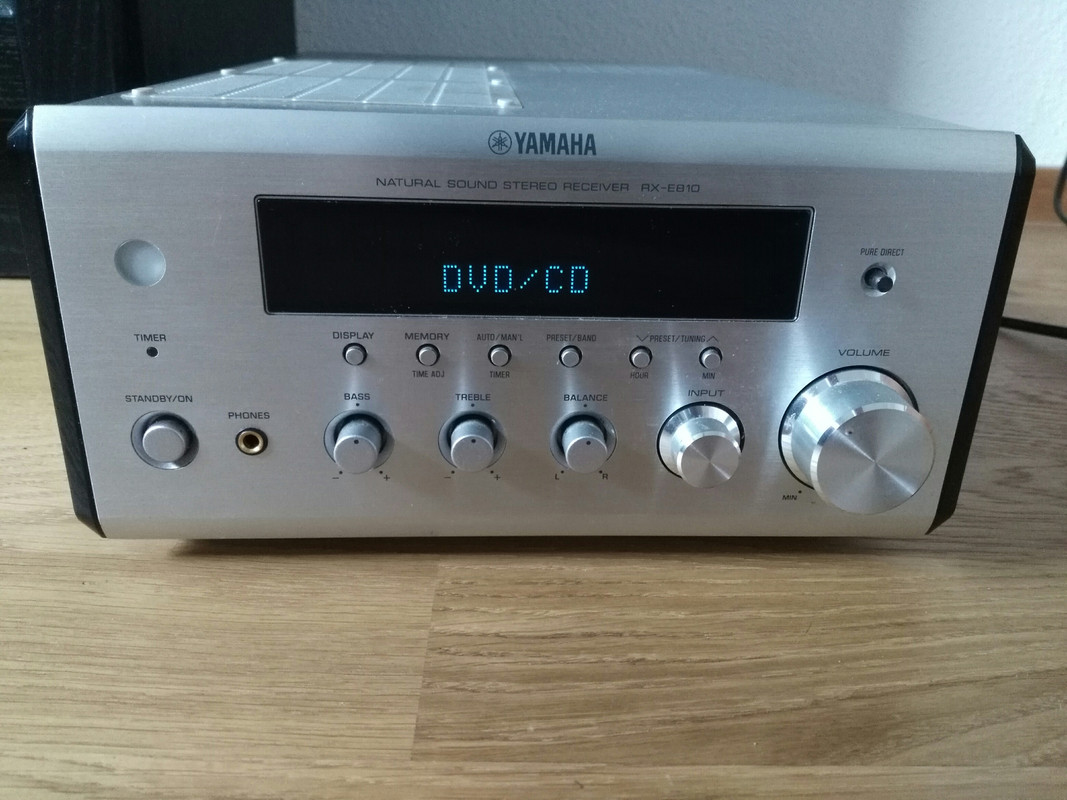 YAMAHA
NATURAL SOUND STEREO RECEIVER RX-E810
DVD/CD
PURE DIRECT
TIMER
DISPLAY
MEMORY
AUTO/MAN'L
PRESET/BAND
PRESET/TUNING
VOLUME
TIME ADJ
TIMER
HOUR
MIN
STANDBY/ON
PHONES
BASS
TREBLE
BALANCE
INPUT
- +
- +
L R
MIN